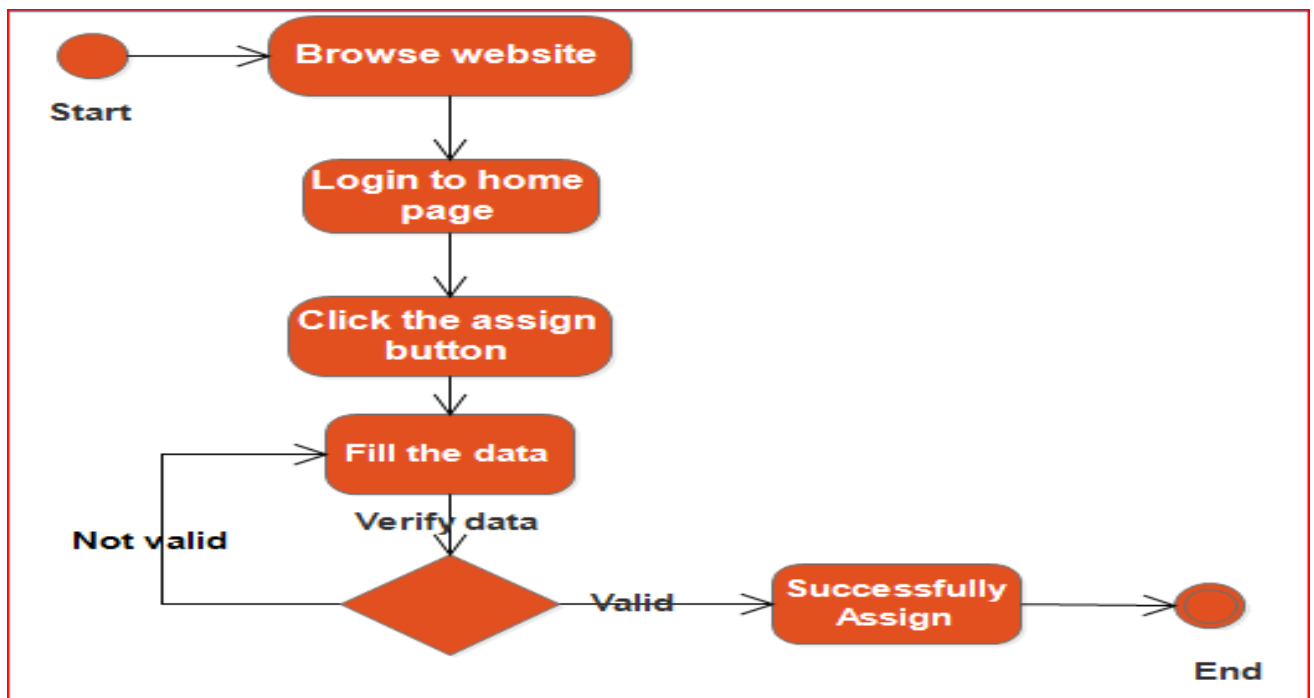 Browse website
Start
Login to home
page
Click the assign
button
Fill the data
Verify data
Not valid
Valid
Successfully
Assign
End